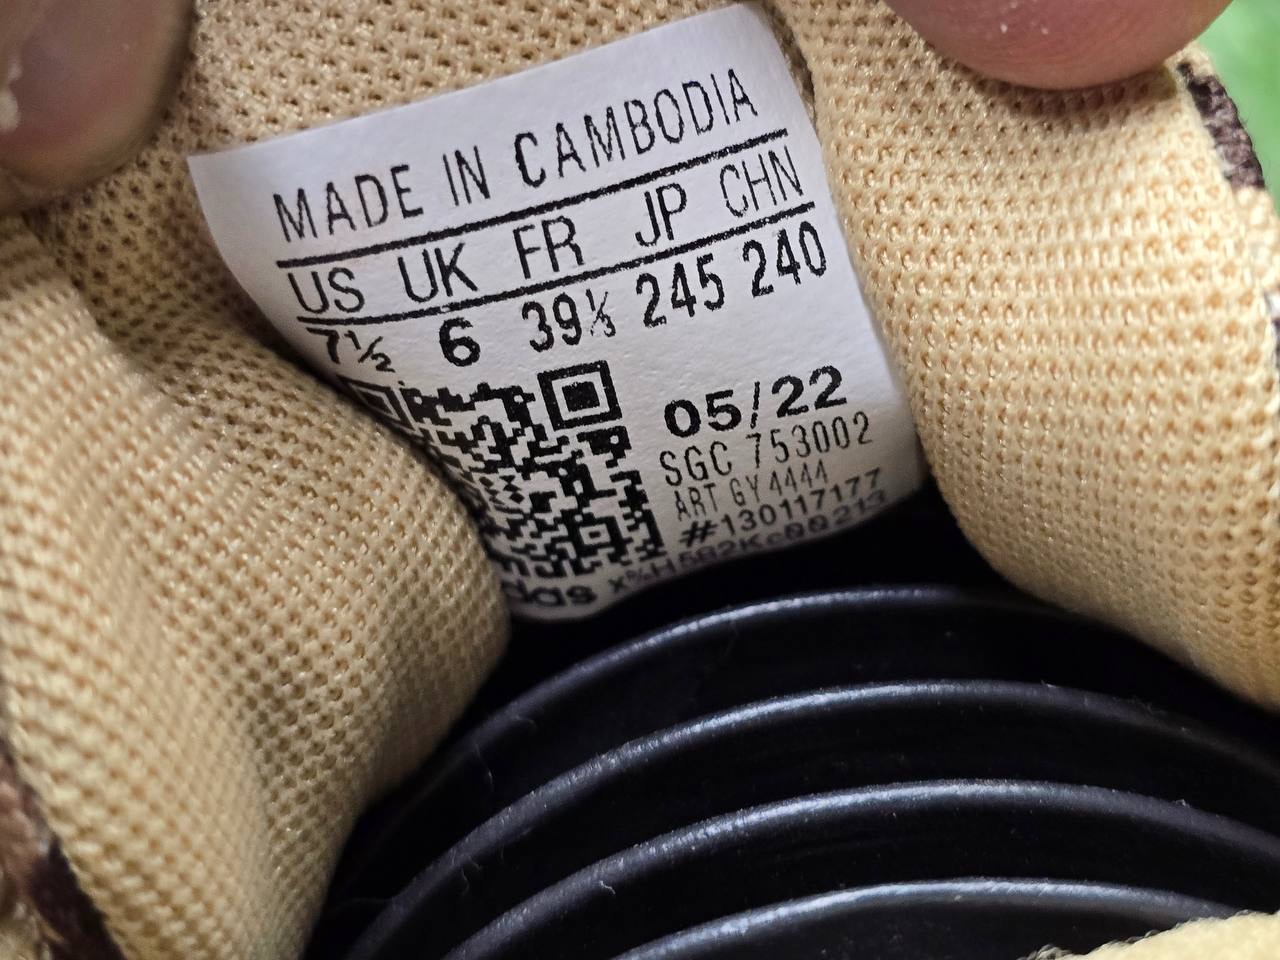 MADE IN CAMBODIA
US UK FR JP CHN
7½ 6 39⅓ 245 240
05/22
SGC 753002
ART GY4444
#130117177